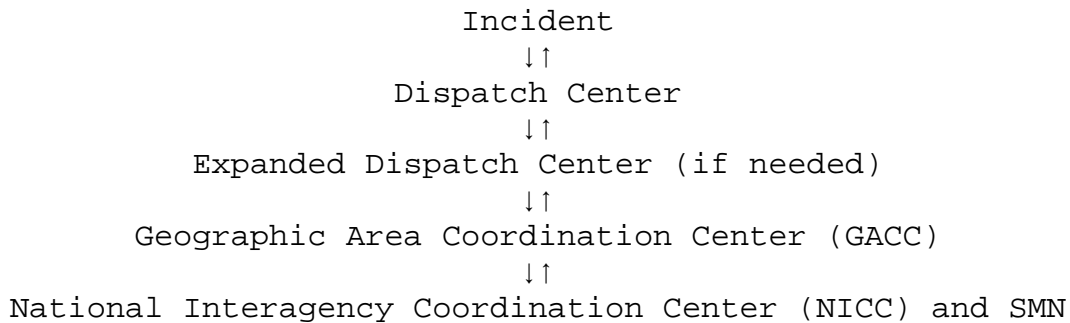 Incident
↓↑
Dispatch Center
↓↑
Expanded Dispatch Center (if needed)
↓↑
Geographic Area Coordination Center (GACC)
↓↑
National Interagency Coordination Center (NICC) and SMN